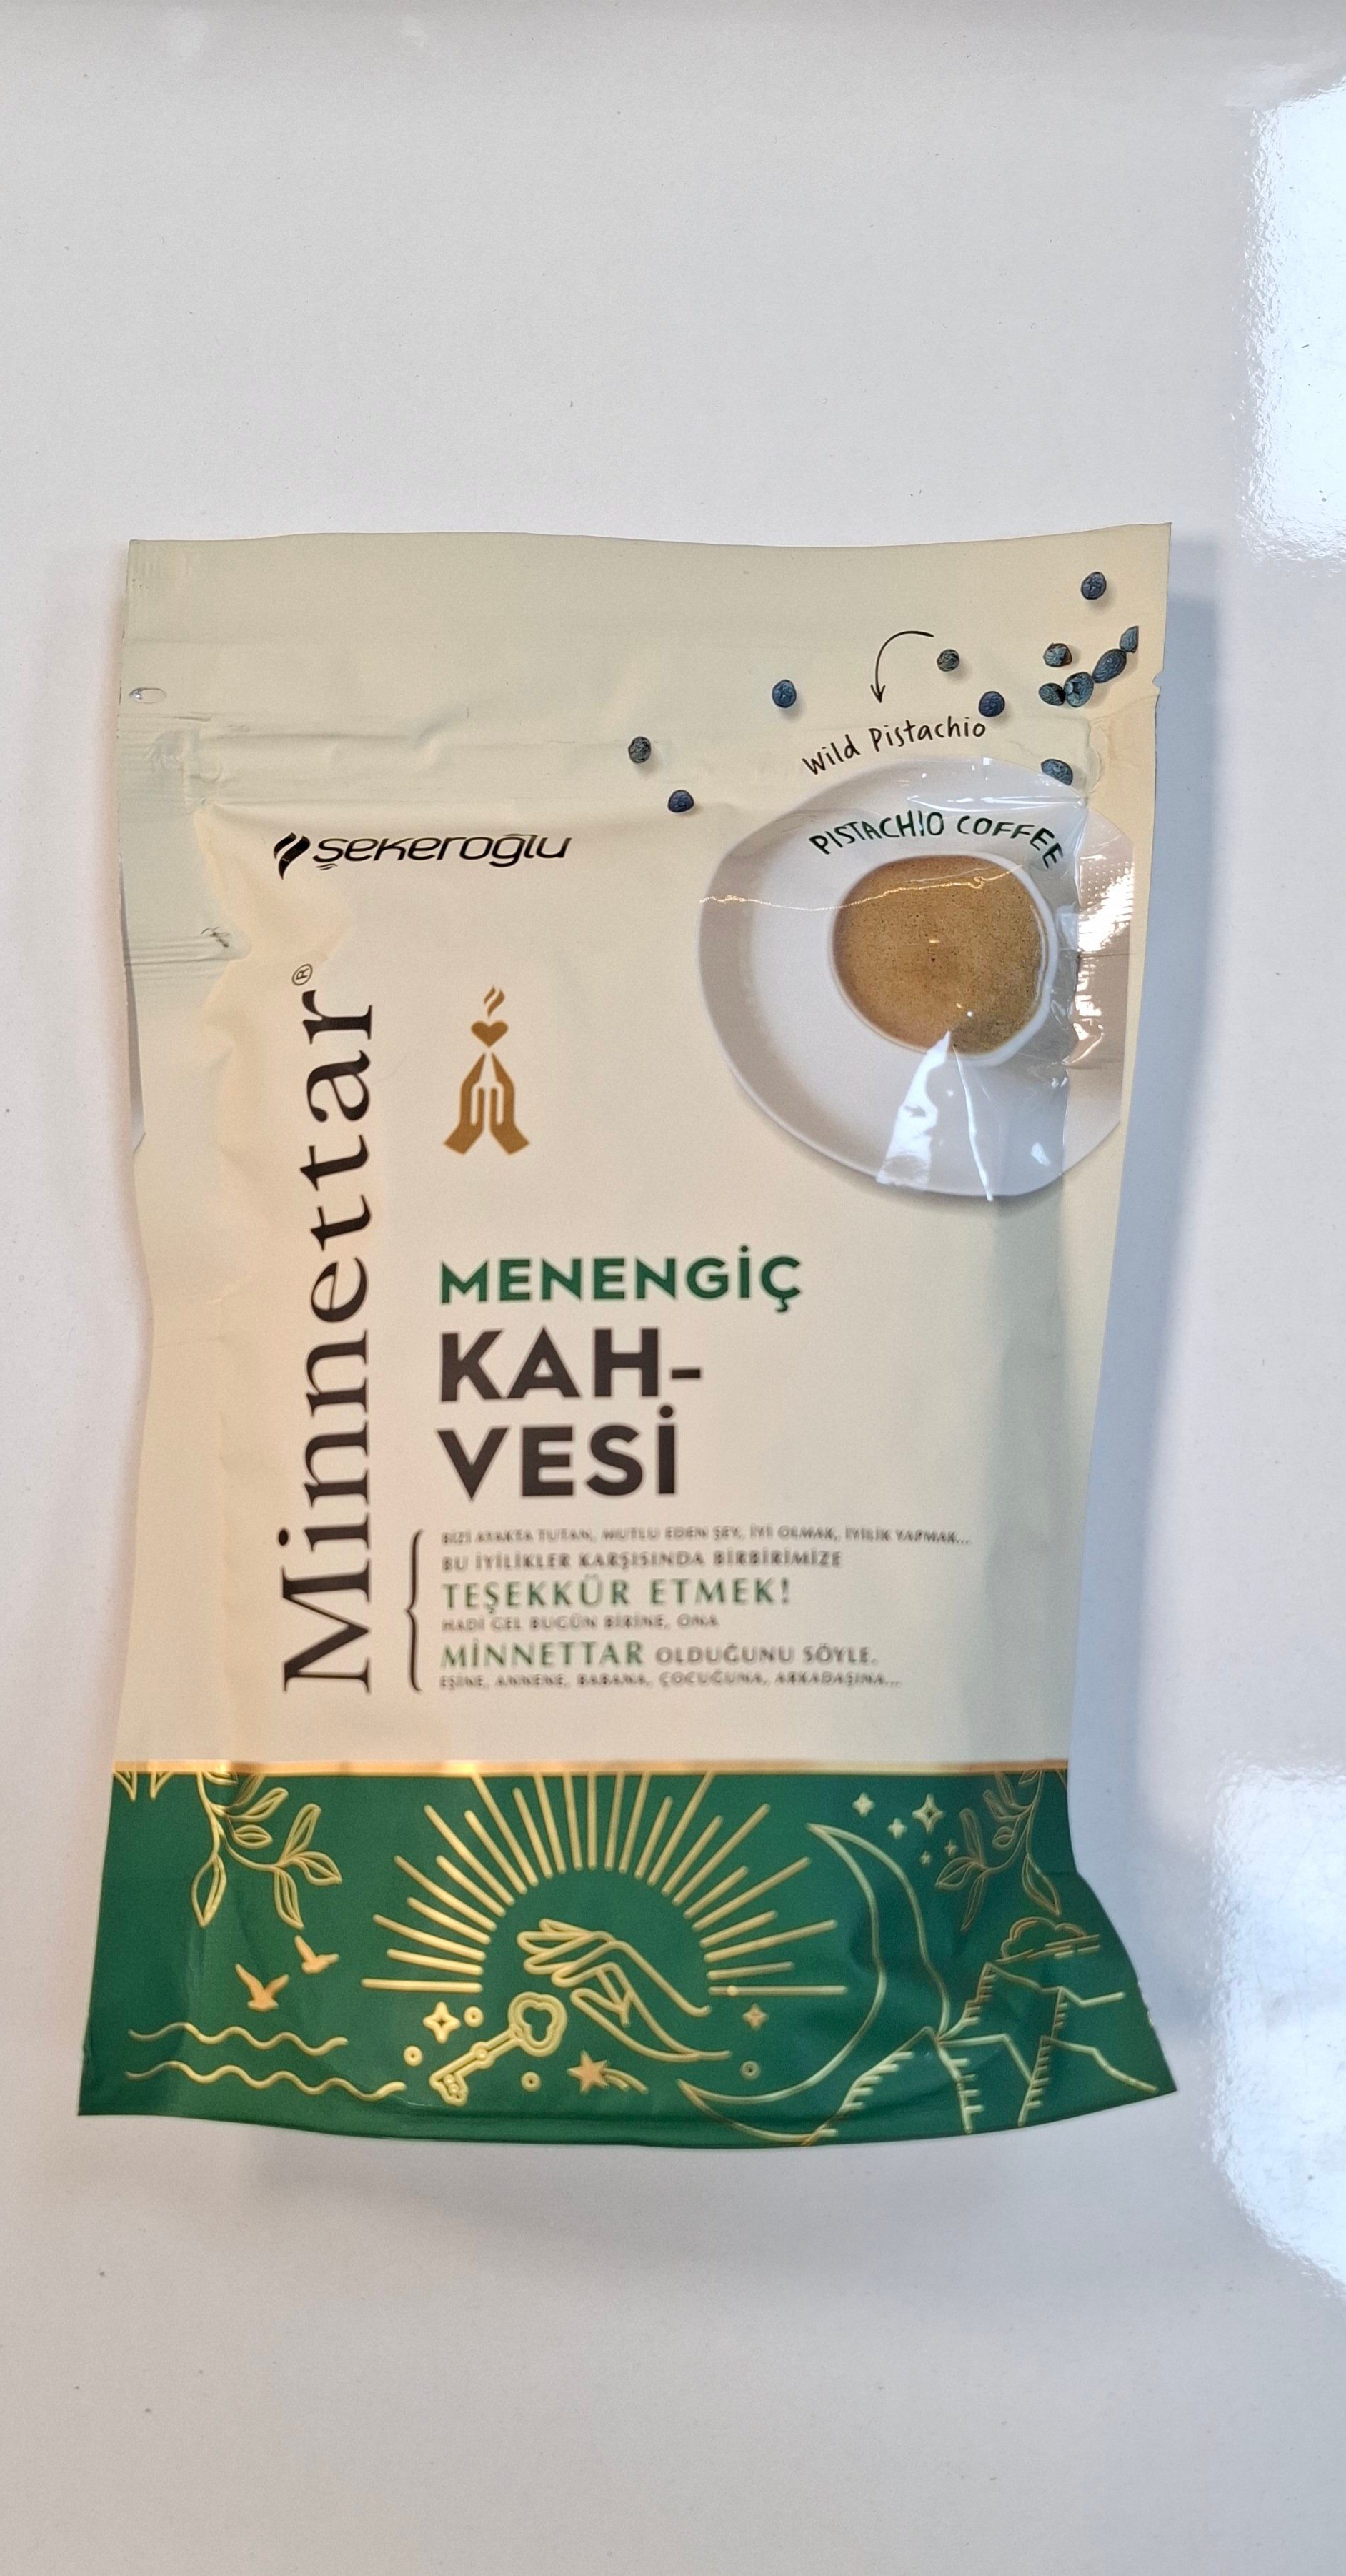 Wild Pistachio
PISTACHIO COFFEE
şekeroğlu
Minnettar®
MENENGİÇ
KAH-
VESİ
BİZİ AYAKTA TUTAN, MUTLU EDEN ŞEY, İYİ OLMAK, İYİLİK YAPMAK...
BU İYİLİKLER KARŞISINDA BİRBİRİMİZE
TEŞEKKÜR ETMEK!
HADİ GEL BUGÜN BİRİNE, ONA
MİNNETTAR OLDUĞUNU SÖYLE.
EŞİNE, ANNENE, BABANA, ÇOCUĞUNA, ARKADAŞINA...